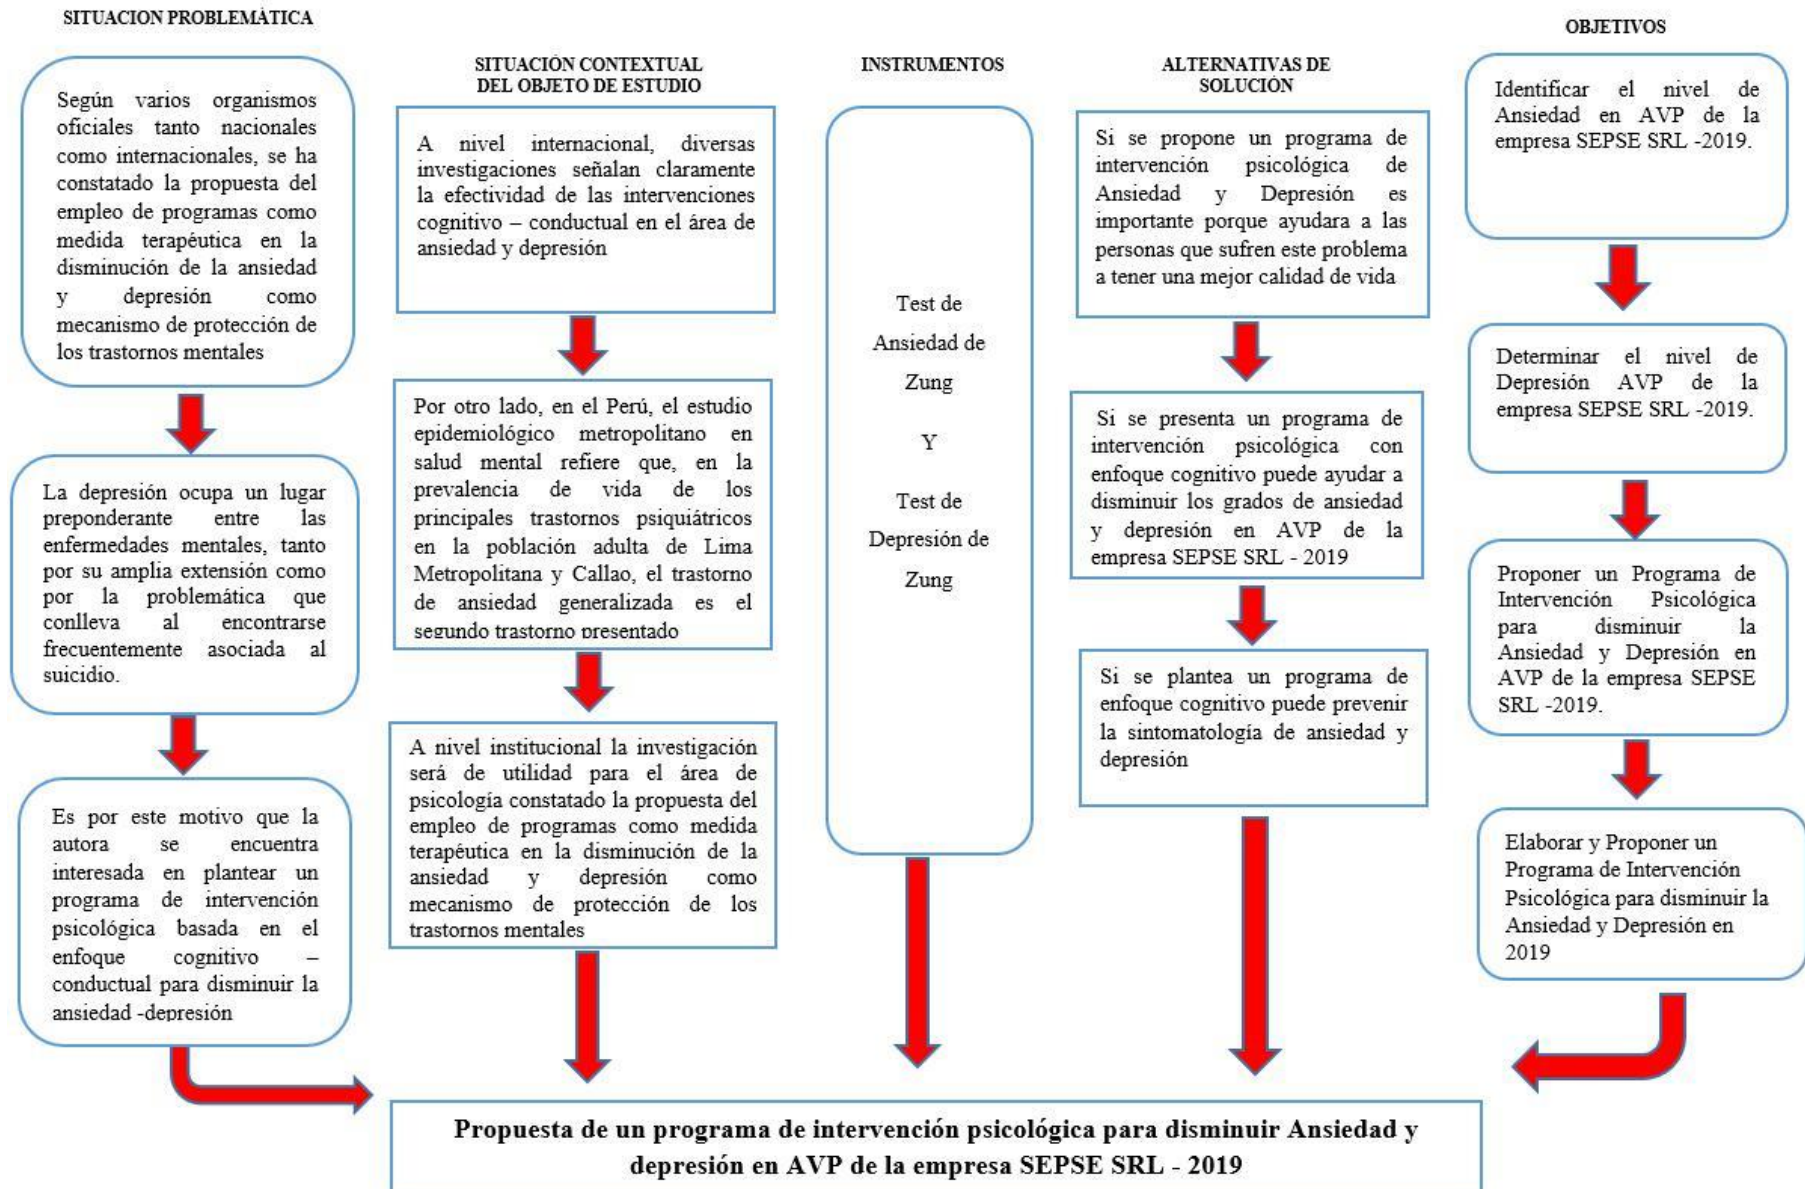 SITUACION PROBLEMÁTICA
Según varios organismos
oficiales tanto nacionales
como internacionales, se ha
constatado la propuesta del
empleo de programas como
medida terapéutica en la
disminución de la ansiedad
y depresión como
mecanismo de protección de
los trastornos mentales
La depresión ocupa un lugar
preponderante entre las
enfermedades mentales, tanto
por su amplia extensión como
por la problemática que
conlleva al encontrarse
frecuentemente asociada al
suicidio.
Es por este motivo que la
autora se encuentra
interesada en plantear un
programa de intervención
psicológica basada en el
enfoque cognitivo –
conductual para disminuir la
ansiedad -depresión
SITUACIÓN CONTEXTUAL
DEL OBJETO DE ESTUDIO
A nivel internacional, diversas
investigaciones señalan claramente
la efectividad de las intervenciones
cognitivo – conductual en el área de
ansiedad y depresión
Por otro lado, en el Perú, el estudio
epidemiológico metropolitano en
salud mental refiere que, en la
prevalencia de vida de los
principales trastornos psiquiátricos
en la población adulta de Lima
Metropolitana y Callao, el trastorno
de ansiedad generalizada es el
segundo trastorno presentado
A nivel institucional la investigación
será de utilidad para el área de
psicología constatado la propuesta del
empleo de programas como medida
terapéutica en la disminución de la
ansiedad y depresión como
mecanismo de protección de los
trastornos mentales
INSTRUMENTOS
Test de
Ansiedad de
Zung
Y
Test de
Depresión de
Zung
ALTERNATIVAS DE
SOLUCIÓN
Si se propone un programa de
intervención psicológica de
Ansiedad y Depresión es
importante porque ayudara a las
personas que sufren este problema
a tener una mejor calidad de vida
Si se presenta un programa de
intervención psicológica con
enfoque cognitivo puede ayudar a
disminuir los grados de ansiedad
y depresión en AVP de la
empresa SEPSE SRL - 2019
Si se plantea un programa de
enfoque cognitivo puede prevenir
la sintomatología de ansiedad y
depresión
OBJETIVOS
Identificar el nivel de
Ansiedad en AVP de la
empresa SEPSE SRL -2019.
Determinar el nivel de
Depresión AVP de la
empresa SEPSE SRL -2019.
Proponer un Programa de
Intervención Psicológica
para disminuir la
Ansiedad y Depresión en
AVP de la empresa SEPSE
SRL -2019.
Elaborar y Proponer un
Programa de Intervención
Psicológica para disminuir la
Ansiedad y Depresión en
2019
Propuesta de un programa de intervención psicológica para disminuir Ansiedad y
depresión en AVP de la empresa SEPSE SRL - 2019